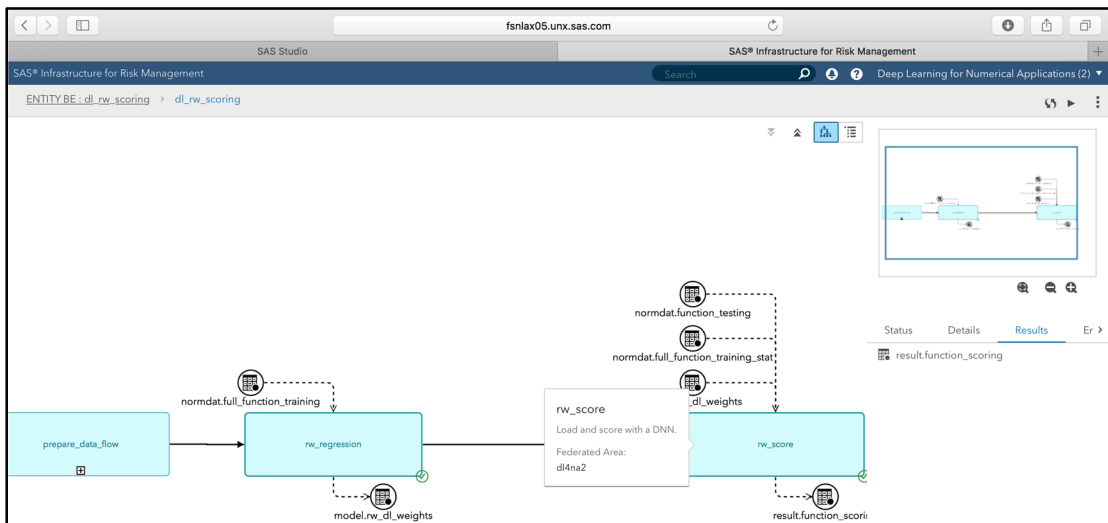 fsnlax05.unx.sas.com
SAS Studio
SAS® Infrastructure for Risk Management
SAS® Infrastructure for Risk Management
Search
Deep Learning for Numerical Applications (2)
ENTITY BE : dl_rw_scoring > dl_rw_scoring
normdat.function_testing
Status Details Results Er
normdat.full_function_training_stat
result.function_scoring
normdat.full_function_training
_dl_weights
rw_score
Load and score with a DNN.
Federated Area:
dl4na2
prepare_data_flow
rw_regression
rw_score
model.rw_dl_weights
result.function_scorin